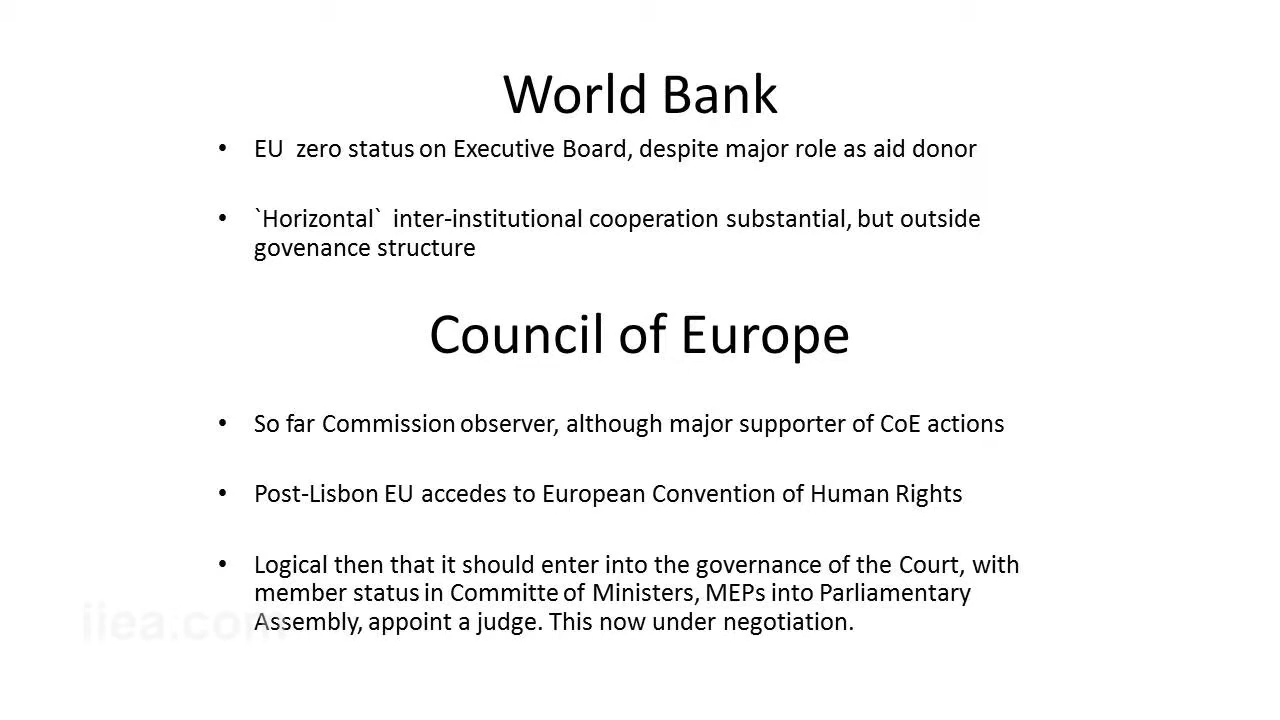 World Bank
• EU  zero status on Executive Board, despite major role as aid donor
• `Horizontal`  inter-institutional cooperation substantial, but outside
govenance structure
Council of Europe
• So far Commission observer, although major supporter of CoE actions
• Post-Lisbon EU accedes to European Convention of Human Rights
• Logical then that it should enter into the governance of the Court, with
member status in Committe of Ministers, MEPs into Parliamentary
Assembly, appoint a judge. This now under negotiation.
iiea.com